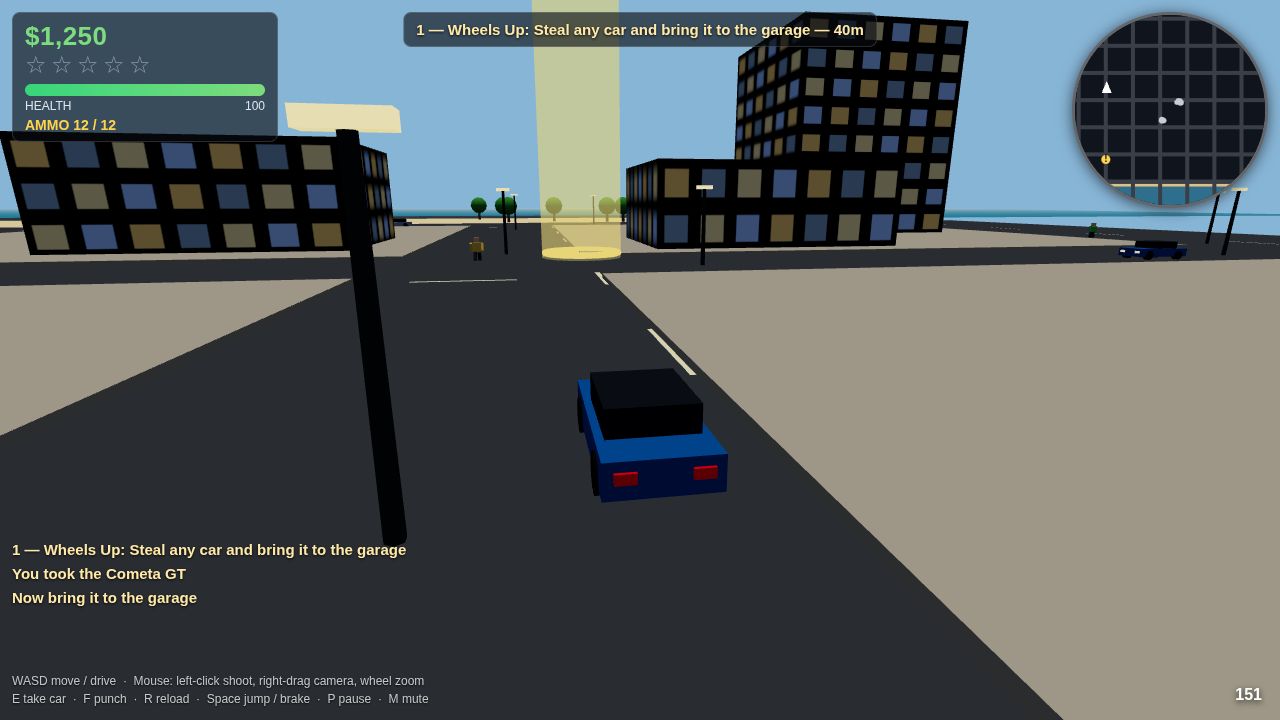 $1,250
☆☆☆☆☆
HEALTH 100
AMMO 12 / 12
1 — Wheels Up: Steal any car and bring it to the garage — 40m
!
1 — Wheels Up: Steal any car and bring it to the garage
You took the Cometa GT
Now bring it to the garage
WASD move / drive · Mouse: left-click shoot, right-drag camera, wheel zoom
E take car · F punch · R reload · Space jump / brake · P pause · M mute
151